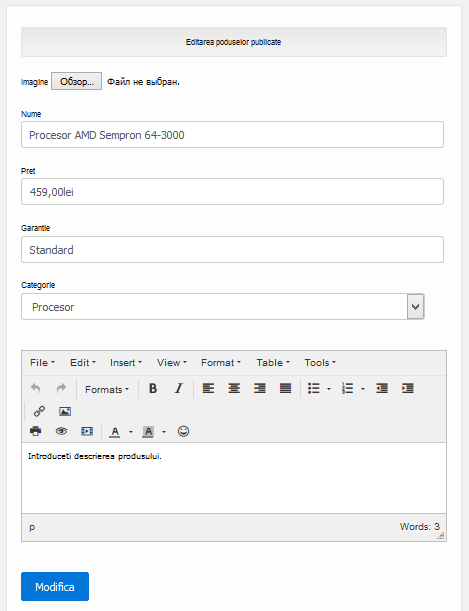 Editarea poduselor publicate
Imagine Обзор... Файл не выбран.
Nume
Procesor AMD Sempron 64-3000
Pret
459,00lei
Garantie
Standard
Categorie
Procesor
File Edit Insert View Format Table Tools
Formats B I
A A
Introduceti descrierea produsului.
p Words: 3
Modifica